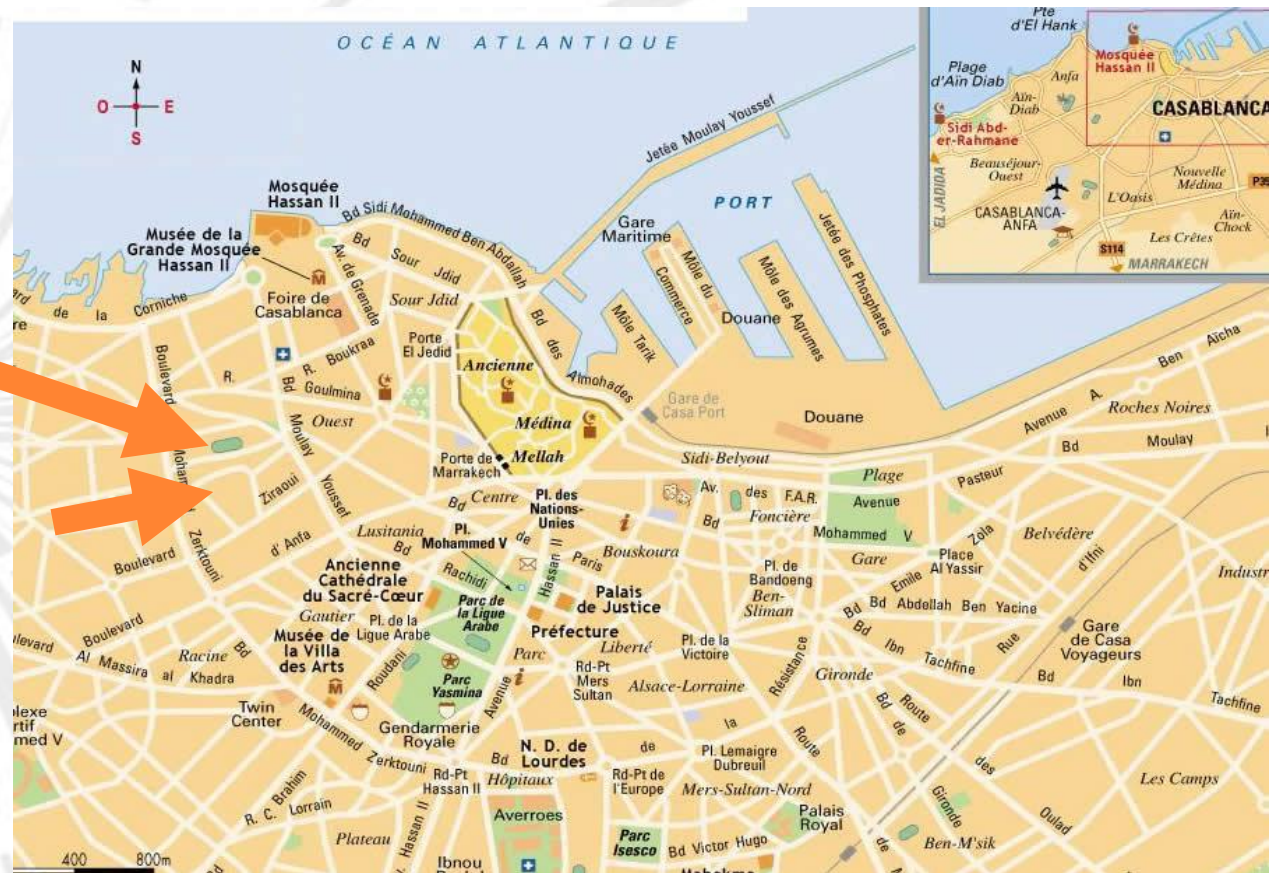 OCÉAN ATLANTIQUE
N
O
E
S
Jetée Moulay Youssef
PORT
Mosquée
Hassan II
Musée de la
Grande Mosquée
Hassan II
Bd Sidi Mohammed Ben Abdallah
Bd Sour Jdid
Sour Jdid
Av. de Grenade
Foire de
Casablanca
de la Corniche
Gare
Maritime
Môle du
Commerce
Môle Tarik
Môle des Agrumes
Jetée des Phosphates
Douane
Douane
Bd des Almohades
Porte
El Jedid
Ancienne
Médina
Mellah
Porte de
Marrakech
Gare de
Casa Port
R. Boukraa
R. Goulmina
Ouest
Boulevard
Bd Moulay Youssef
Ziraoui
Zerktouni
Boulevard
d'Anfa
Sidi-Belyout
Plage
Avenue A. Ben Aïcha
Roches Noires
Bd Moulay
Pasteur
Bd
Centre
Pl. des
Nations-
Unies
Av. des F.A.R.
Foncière
Bd
Avenue
Mohammed V
Gare
Zola
Emile
Belvédère
d'Ifni
Lusitania
Bd
Pl.
Mohammed V
de
Paris
Bouskoura
Hassan II
Rachidi
Ancienne
Cathédrale
du Sacré-Cœur
Parc de
la Ligue
Arabe
Palais
de Justice
Préfecture
Pl. de
Bandoeng
Ben-
Sliman
Place
Al Yassir
Bd
Bd Abdellah Ben Yacine
Industr
Gautier
Pl. de la
Ligue Arabe
Musée de
la Villa
des Arts
Roudani
Parc
Yasmina
Avenue
Parc
Liberté
Rd-Pt
Mers
Sultan
Pl. de la
Victoire
Alsace-Lorraine
Résistance
Gironde
Bd Ibn Tachfine
Rue
Gare
de Casa
Voyageurs
Bd Ibn Tachfine
Boulevard
Al Massira al Khadra
Racine
Bd
Twin
Center
Mohammed Zerktouni
Gendarmerie
Royale
Rd-Pt
Hassan II
Bd
N. D. de
Lourdes
Hôpitaux
de
la
Rd-Pt de
l'Europe
Pl. Lemaigre
Dubreuil
Mers-Sultan-Nord
Route
Bd de
Route
des
Oulad
Gironde
Les Camps
R. C. Lorrain
Brahim
Plateau
Hassan II
Averroes
Ibnou
Parc
Isesco
Bd Victor Hugo
Palais
Royal
de
Ben-M'sik
400
800m
Pte
d'El Hank
Mosquée
Hassan II
Plage
d'Aïn Diab
Anfa
Aïn-
Diab
CASABLANCA
Sidi Abd-
er-Rahmane
Beauséjour-
Ouest
Nouvelle
Médina
EL JADIDA
CASABLANCA-
ANFA
L'Oasis
Aïn-
Chock
Les Crêtes
S114
MARRAKECH